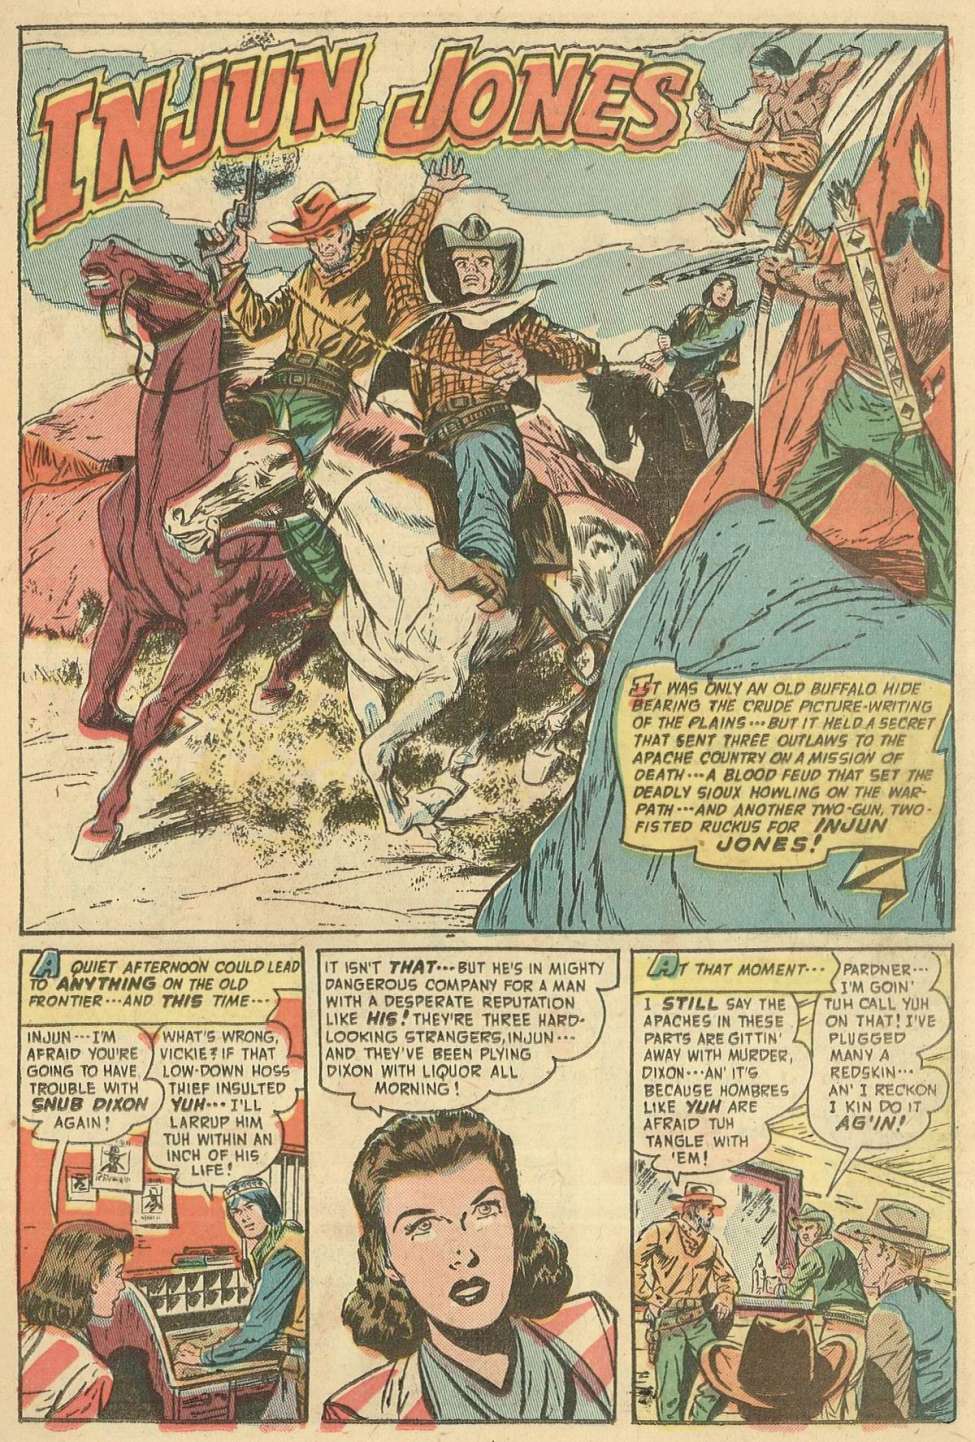 INJUN JONES
IT WAS ONLY AN OLD BUFFALO HIDE
BEARING THE CRUDE PICTURE-WRITING
OF THE PLAINS...BUT IT HELD A SECRET
THAT SENT THREE OUTLAWS TO THE
APACHE COUNTRY ON A MISSION OF
DEATH...A BLOOD FEUD THAT SET THE
DEADLY SIOUX HOWLING ON THE WAR-
PATH...AND ANOTHER TWO-GUN, TWO-
FISTED RUCKUS FOR INJUN
JONES!
A QUIET AFTERNOON COULD LEAD
TO ANYTHING ON THE OLD
FRONTIER...AND THIS TIME...
INJUN...I'M
AFRAID YOU'RE
GOING TO HAVE
TROUBLE WITH
SNUB DIXON
AGAIN!
WHAT'S WRONG,
VICKIE? IF THAT
LOW-DOWN HOSS
THIEF INSULTED
YUH...I'LL
LARRUP HIM
TUH WITHIN AN
INCH OF HIS
LIFE!
IT ISN'T THAT...BUT HE'S IN MIGHTY
DANGEROUS COMPANY FOR A MAN
WITH A DESPERATE REPUTATION
LIKE HIS! THEY'RE THREE HARD-
LOOKING STRANGERS, INJUN...
AND THEY'VE BEEN PLYING
DIXON WITH LIQUOR ALL
MORNING!
AT THAT MOMENT...
I STILL SAY THE
APACHES IN THESE
PARTS ARE GITTIN'
AWAY WITH MURDER,
DIXON...AN' IT'S
BECAUSE HOMBRES
LIKE YUH ARE
AFRAID TUH
TANGLE WITH
'EM!
PARDNER...
I'M GOIN'
TUH CALL YUH
ON THAT! I'VE
PLUGGED
MANY A
REDSKIN...
AN' I RECKON
I KIN DO IT
AG'IN!